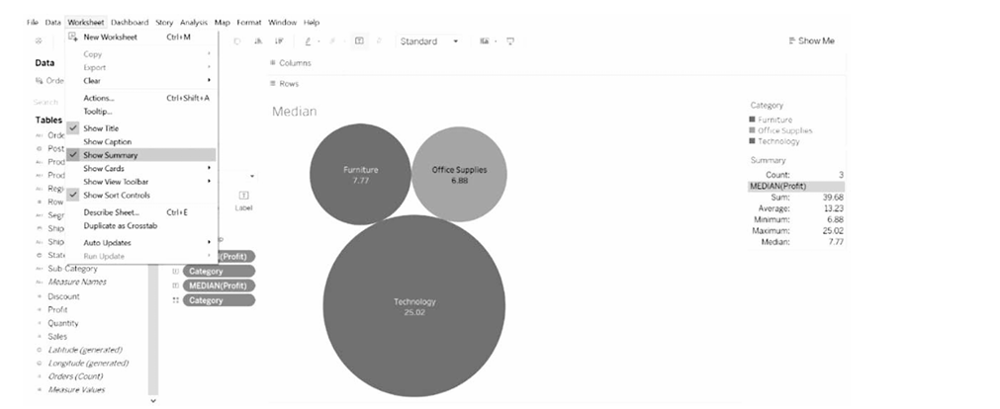 File Data Worksheet Dashboard Story Analysis Map Format Window Help
New Worksheet Ctrl+M
Copy
Export
Clear
Actions... Ctrl+Shift+A
Tooltip...
Show Title
Show Caption
Show Summary
Show Cards
Show View Toolbar
Show Sort Controls
Describe Sheet... Ctrl+E
Duplicate as Crosstab
Auto Updates
Run Update
Standard
Show Me
Data
Orde
Search
Tables
Orde
Post
Prod
Prod
Regi
Row
Segr
Ship
Ship
State
Sub Category
Measure Names
Discount
Profit
Quantity
Sales
Latitude (generated)
Longitude (generated)
Orders (Count)
Measure Values
Label
(Profit)
Category
MEDIAN(Profit)
Category
Columns
Rows
Median
Furniture
7.77
Office Supplies
6.88
Technology
25.02
Category
Furniture
Office Supplies
Technology
Summary
Count: 3
MEDIAN(Profit)
Sum: 39.68
Average: 13.23
Minimum: 6.88
Maximum: 25.02
Median: 7.77